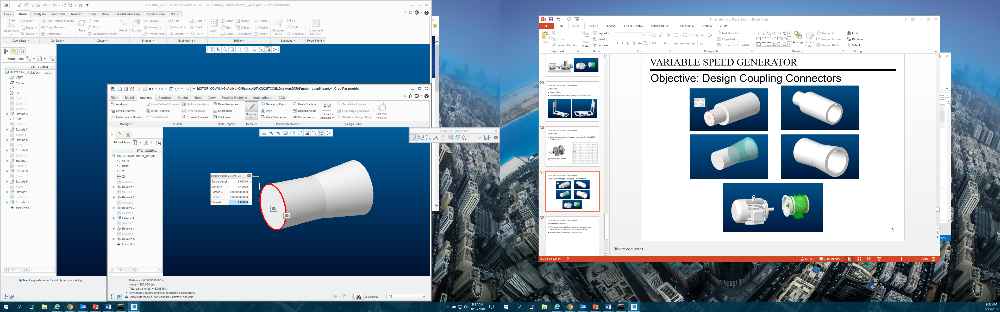 PLATFORM__POLE C:\Users\NWAKOC.UTCCGL\Desktop\DOUG\platform__pole.prt.1 - Creo Parametric
File Model Analysis Annotate Render Tools View Flexible Modeling Applications *CCS
Regenerate Copy Paste Delete User-Defined Feature Copy Geometry Shrinkwrap Plane Axis Point Coordinate System Sketch Extrude Revolve Sweep Swept Blend Hole Round Chamfer Draft Shell Rib Pattern Mirror Trim Merge Extend Offset Intersect Project Thicken Solidify Boundary Blend Fill Style Freestyle Component Interface
Operations Get Data Datum Shapes Engineering Editing Surfaces Model Intent
Model Tree
PTC_COMM...
PLATFORM__P platform__pol...
VERT
HORIZ
Z
Z0
Sketch 1
Sketch 2
Sketch 3
Extrude 2
DTM1
Sketch 4
Extrude 3
Sketch 6
Extrude 5
Sketch 7
Extrude 6
Sketch 8
Extrude 7
Sketch 9
Extrude 8
Sketch 10
Extrude 9
Sketch 11
Extrude 10
Sketch 12
Extrude 11
Insert Here
Select any reference for auto type constraining.
MOTOR_COUPLING (Active) C:\Users\NWAKOC.UTCCGL\Desktop\DOUG\motor_coupling.prt.4 - Creo Parametric
File Model Analysis Annotate Render Tools View Flexible Modeling Applications *CCS
Analysis User-Defined Analysis Mathcad Analysis Mass Properties Geometry Report Mesh Surface Sensitivity Analysis
Saved Analysis Excel Analysis Prime Analysis Short Edge Measure Draft Dihedral Angle Tolerance Analysis Feasibility/Optimization Simulate Analysis
Performance Monitor Toolkit-Based External Analysis Thickness Pairs Clearance Curvature Statistical Design Study
Manage Custom Model Report Measure Inspect Geometry Design Study
Measure: Summary
Model Tree
PTC_COMM...
MOTOR_COUP motor_coupli...
VERT
HORIZ
Z
Z0
Sketch 1
Revolve 1
Sketch 2
Revolve 2
Sketch 3
Revolve 3
Sketch 4
Extrude 1
Sketch 5
Revolve 4
Sketch 6
Revolve 5
Insert Here
Edge:F10(REVOLVE_3)
Curve Length 2.95310 in
Center X -4.10000
Center Y 0.0000000000
Center Z 0.0000000000
Diameter 1.88000 in
Distance = 0.0000000000 in
Angle = 180.000 deg
Total curve length = 5.90619 in
Advanced Measure analysis completed successfully.
Select reference(s) for Measure Summary analysis
2 selected All
9:37 AM
8/15/2018
Final Internship Presentation - PowerPoint
FILE UTC HOME INSERT DESIGN TRANSITIONS ANIMATIONS SLIDE SHOW REVIEW VIEW
Paste Cut Copy Format Painter New Slide Layout Reset Section 18 Text Direction Align Text Convert to SmartArt Arrange Quick Styles Shape Fill Shape Outline Shape Effects Find Replace Select
Clipboard Slides Font Paragraph Drawing Editing
29
VARIABLE SPEED GENERATOR
Objective
Design Platform
Be reasonable with material, weight, and cost in mind
30
VARIABLE SPEED GENERATOR
Objective
Calculate what size coupling was necessary for 2000-2200
RPM and 50 HP
31
VARIABLE SPEED GENERATOR
Objective: Design Coupling Connectors
32
VARIABLE SPEED GENERATOR
Successes/Failures
Fully designed the platform, coupling mechanism, and
gathered many of the resources to begin building
Moving forward: building and constructing
VARIABLE SPEED GENERATOR
Objective: Design Coupling Connectors
31
Click to add notes
SLIDE 31 OF 34 NOTES COMMENTS 106%
9:37 AM
8/15/2018